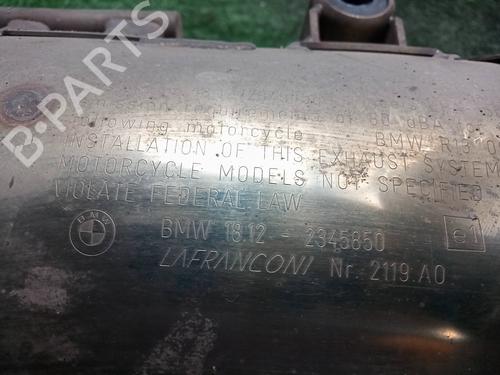 B-PARTS
following motorcycle BMW R1150
INSTALLATION OF THIS EXHAUST SYSTEM
MOTORCYCLE MODELS NOT SPECIFIED
VIOLATE FEDERAL LAW
BMW
BMW 18.12 - 2345850
e1
LAFRANCONI Nr. 2119.A0